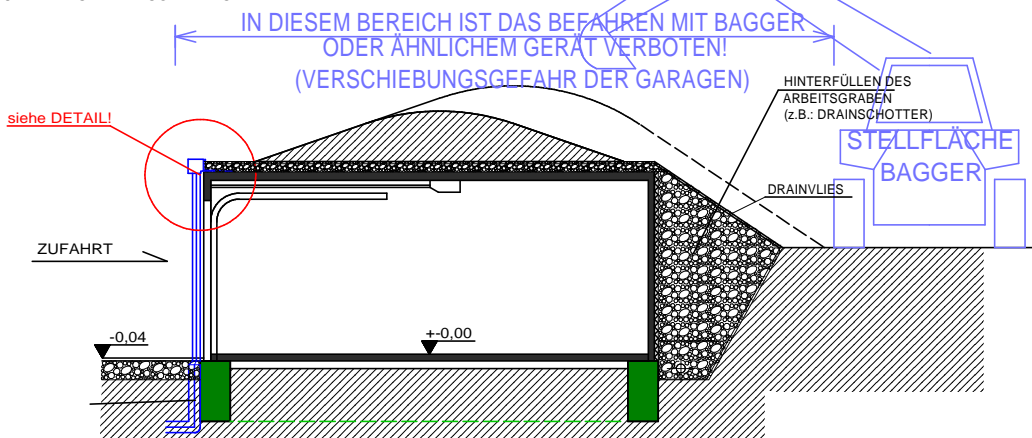 IN DIESEM BEREICH IST DAS BEFAHREN MIT BAGGER
ODER ÄHNLICHEM GERÄT VERBOTEN!
(VERSCHIEBUNGSGEFAHR DER GARAGEN)
HINTERFÜLLEN DES
ARBEITSGRABEN
(z.B.: DRAINSCHOTTER)
siehe DETAIL!
STELLFLÄCHE
BAGGER
DRAINVLIES
ZUFAHRT
-0,04
+-0,00